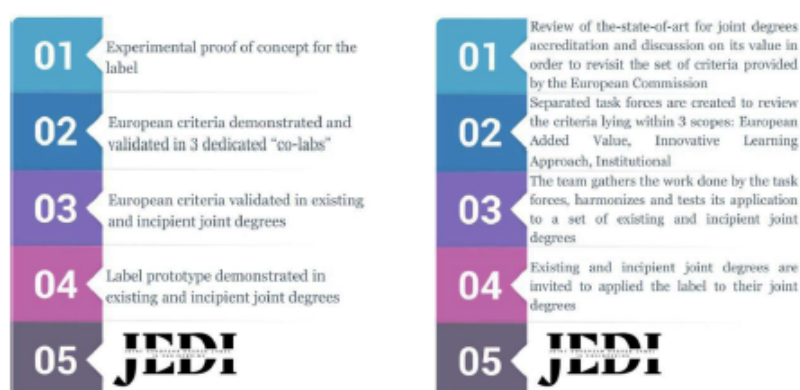 01
Experimental proof of concept for the
label
02
European criteria demonstrated and
validated in 3 dedicated “co-labs”
03
European criteria validated in existing
and incipient joint degrees
04
Label prototype demonstrated in
existing and incipient joint degrees
05
JEDI
01
Review of the-state-of-art for joint degrees
accreditation and discussion on its value in
order to revisit the set of criteria provided
by the European Commission
02
Separated task forces are created to review
the criteria lying within 3 scopes: European
Added Value, Innovative Learning
Approach, Institutional
03
The team gathers the work done by the task
forces, harmonizes and tests its application
to a set of existing and incipient joint
degrees
04
Existing and incipient joint degrees are
invited to applied the label to their joint
degrees
05
JEDI